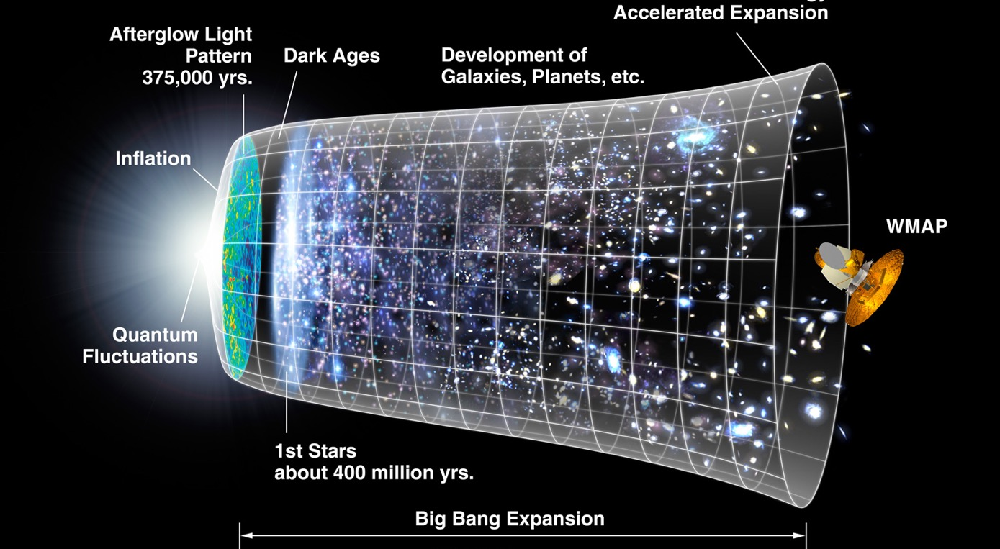 Accelerated Expansion
Afterglow Light
Pattern
375,000 yrs.
Dark Ages
Development of
Galaxies, Planets, etc.
Inflation
WMAP
Quantum
Fluctuations
1st Stars
about 400 million yrs.
Big Bang Expansion